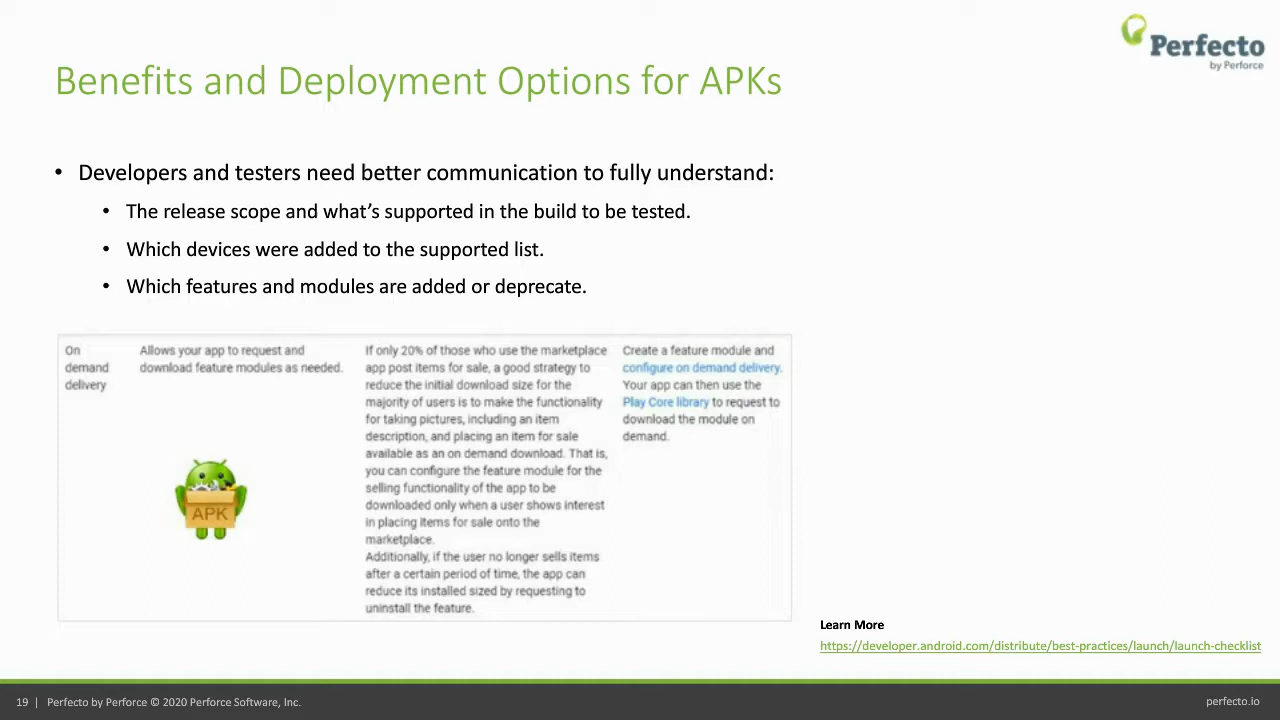 Perfecto
by Perforce
Benefits and Deployment Options for APKs
• Developers and testers need better communication to fully understand:
• The release scope and what's supported in the build to be tested.
• Which devices were added to the supported list.
• Which features and modules are added or deprecate.
On
demand
delivery
Allows your app to request and
download feature modules as needed.
If only 20% of those who use the marketplace
app post items for sale, a good strategy to
reduce the initial download size for the
majority of users is to make the functionality
for taking pictures, including an item
description, and placing an item for sale
available as an on demand download. That is,
you can configure the feature module for the
selling functionality of the app to be
downloaded only when a user shows interest
in placing items for sale onto the
marketplace.
Additionally, if the user no longer sells items
after a certain period of time, the app can
reduce its installed sized by requesting to
uninstall the feature.
Create a feature module and
configure on demand delivery.
Your app can then use the
Play Core library to request to
download the module on
demand.
APK
Learn More
https://developer.android.com/distribute/best-practices/launch/launch-checklist
19 | Perfecto by Perforce © 2020 Perforce Software, Inc.
perfecto.io